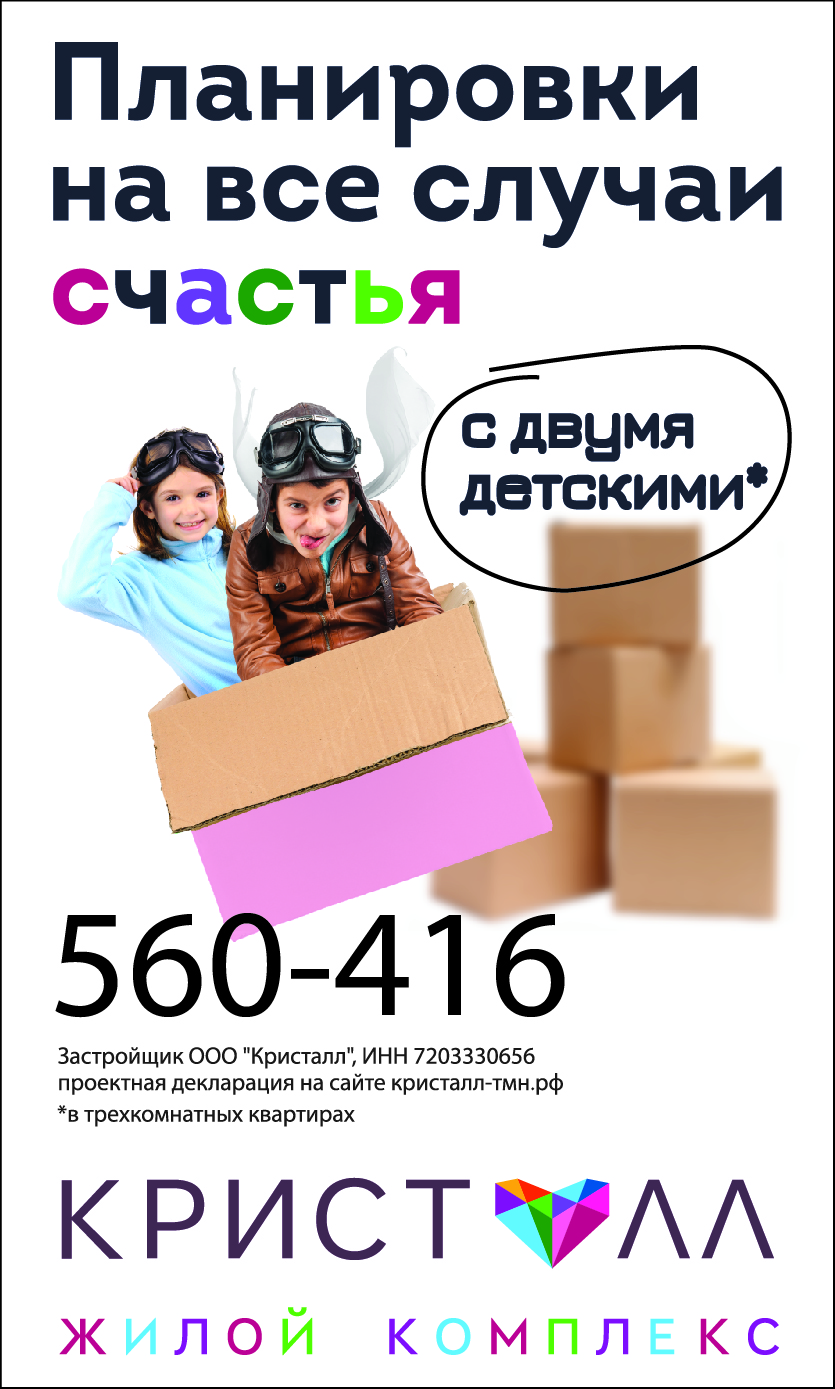 Планировки
на все случаи
счастья
с двумя
детскими*
560-416
Застройщик ООО "Кристалл", ИНН 7203330656
проектная декларация на сайте кристалл-тмн.рф
*в трехкомнатных квартирах
КРИСТАЛЛ
ЖИЛОЙ КОМПЛЕКС